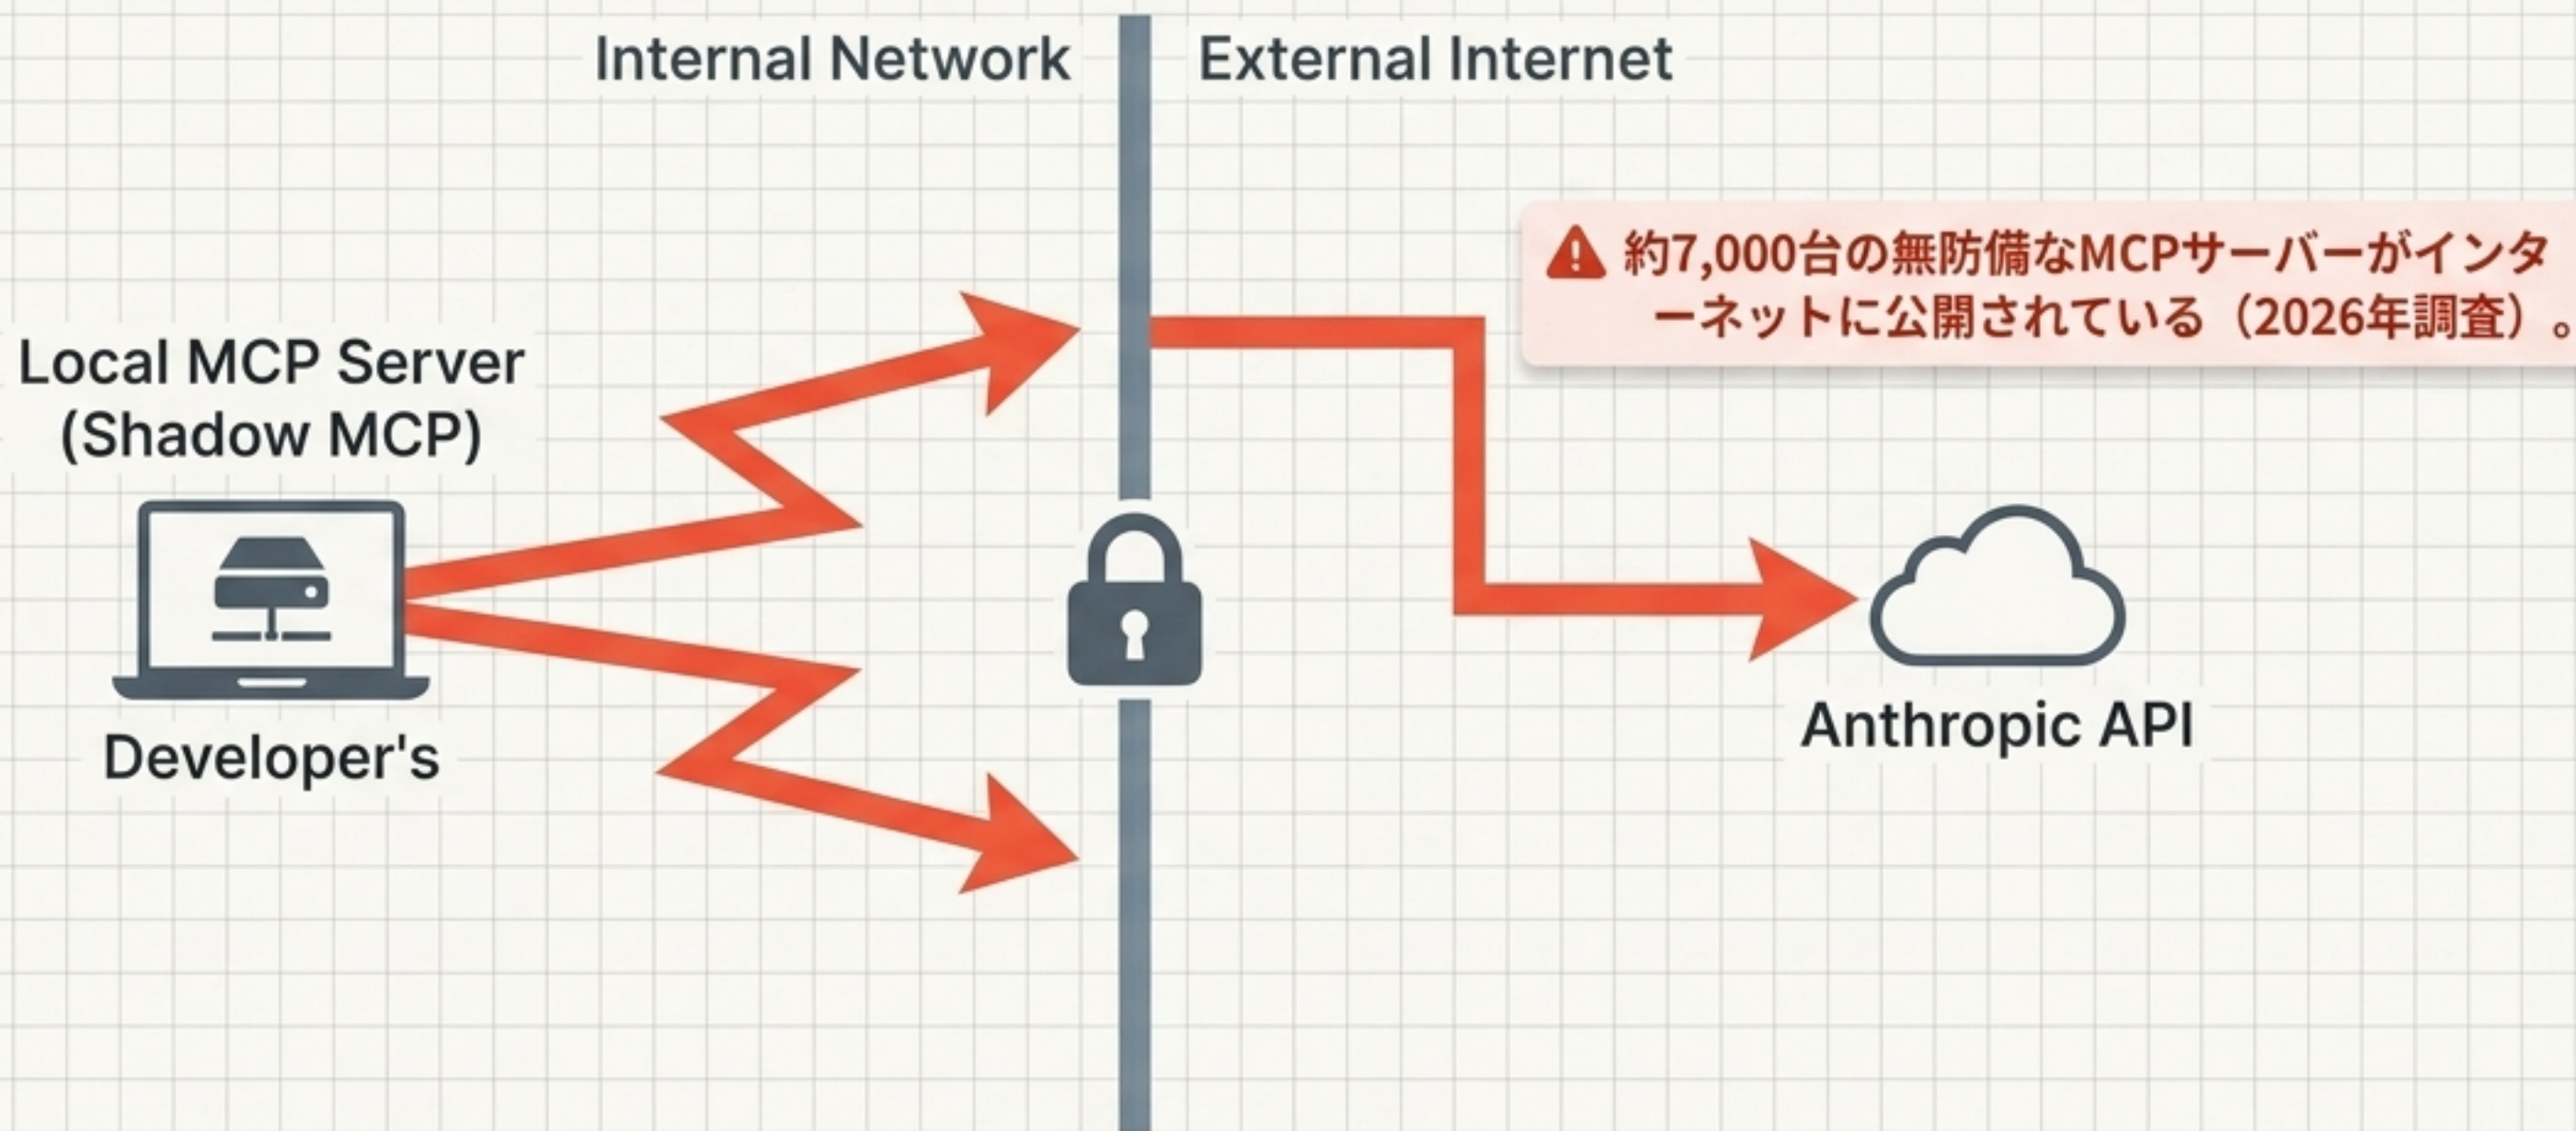 Internal Network
External Internet
約7,000台の無防備なMCPサーバーがインタ
ーネットに公開されている（2026年調査）。
Local MCP Server
(Shadow MCP)
Developer's
Anthropic API